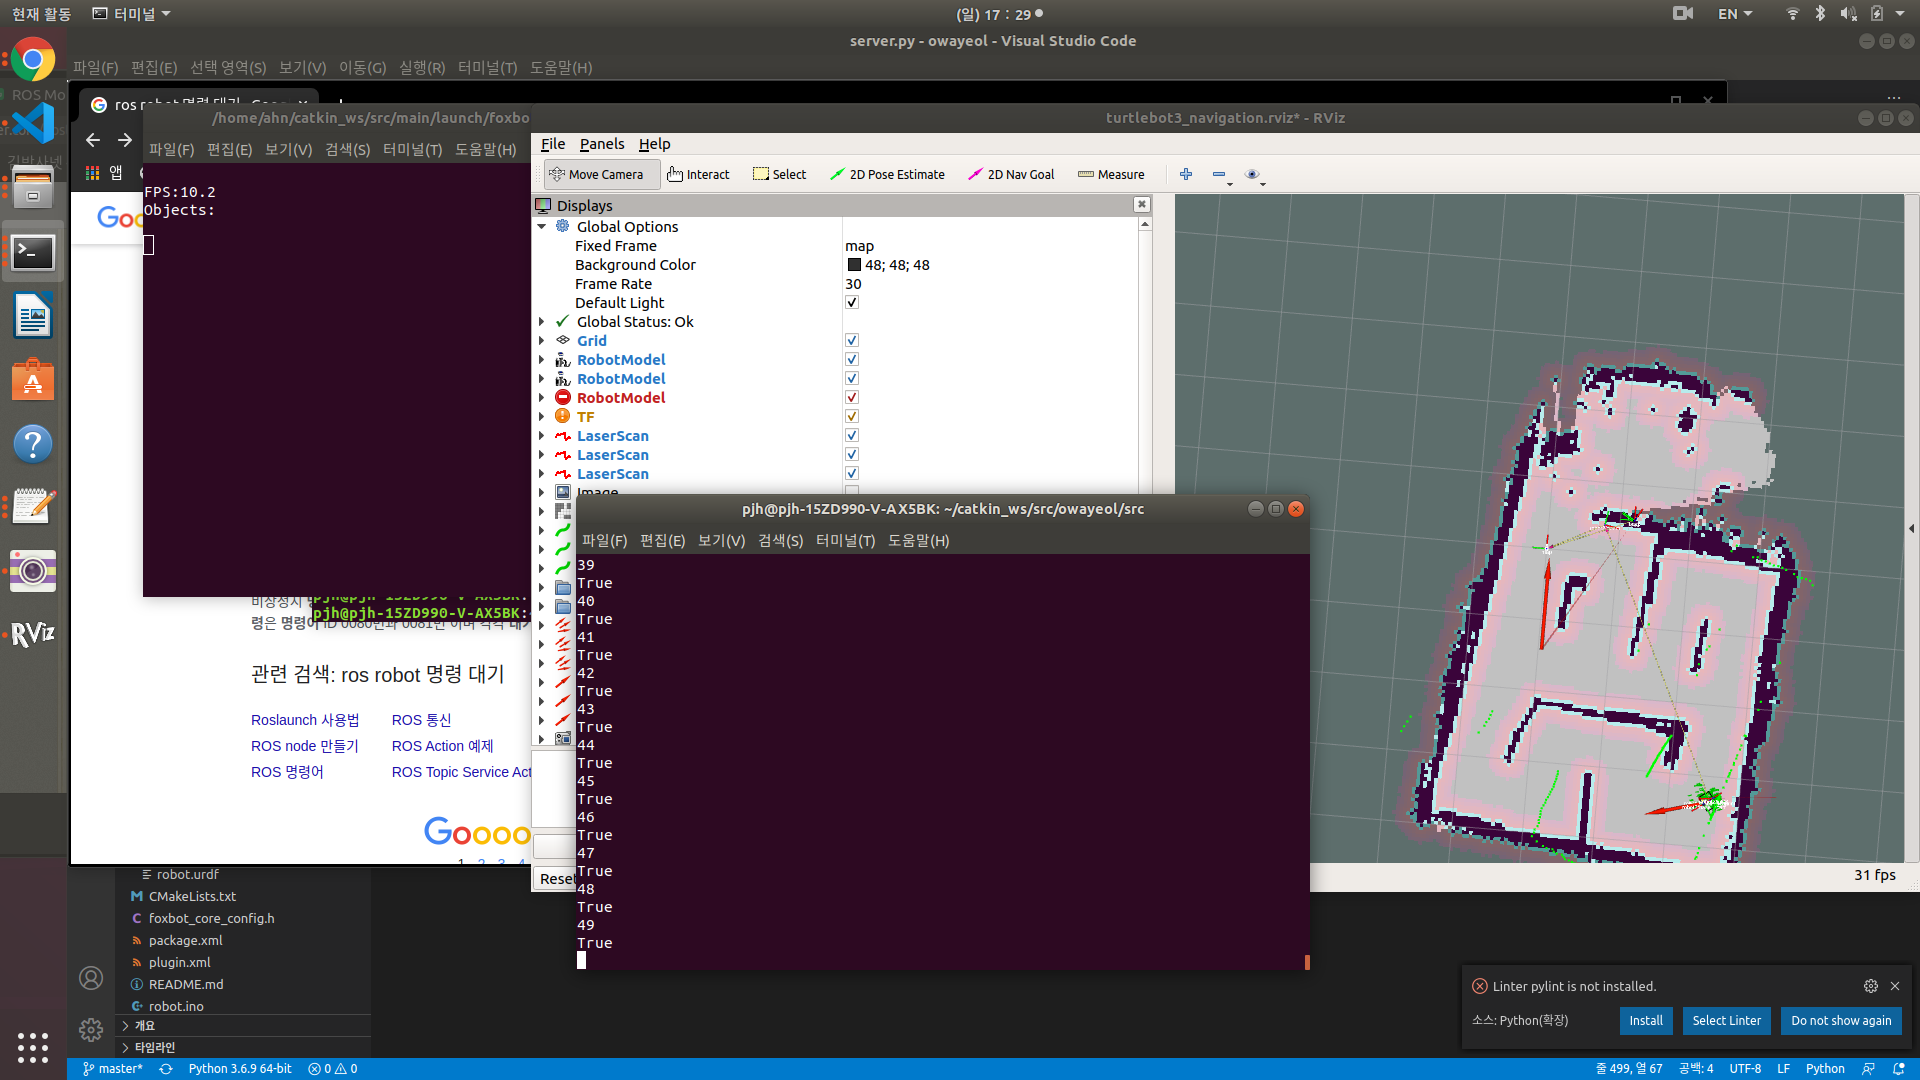 현재 활동
터미널
(일) 17 : 29
EN
server.py - owayeol - Visual Studio Code
파일(F) 편집(E) 선택 영역(S) 보기(V) 이동(G) 실행(R) 터미널(T) 도움말(H)
ROS Mo
/home/ahn/catkin_ws/src/main/launch/foxbo
파일(F) 편집(E) 보기(V) 검색(S) 터미널(T) 도움말(H)
앱
FPS:10.2
Objects:
turtlebot3_navigation.rviz* - RViz
File Panels Help
Move Camera Interact Select 2D Pose Estimate 2D Nav Goal Measure
Displays
Global Options
Fixed Frame map
Background Color 48; 48; 48
Frame Rate 30
Default Light
Global Status: Ok
Grid
RobotModel
RobotModel
RobotModel
TF
LaserScan
LaserScan
LaserScan
Image
Reset
31 fps
pjh@pjh-15ZD990-V-AX5BK: ~/catkin_ws/src/owayeol/src
파일(F) 편집(E) 보기(V) 검색(S) 터미널(T) 도움말(H)
39
True
40
True
41
True
42
True
43
True
44
True
45
True
46
True
47
True
48
True
49
True
pjh@pjh-15ZD990-V-AX5BK:
pjh@pjh-15ZD990-V-AX5BK:
령은 명령어 ID 0080번과 0081번 이며 각각 대기
관련 검색: ros robot 명령 대기
Roslaunch 사용법 ROS 통신
ROS node 만들기 ROS Action 예제
ROS 명령어 ROS Topic Service Act
Goooo
1 2 3 4
RViz
robot.urdf
CMakeLists.txt
foxbot_core_config.h
package.xml
plugin.xml
README.md
robot.ino
개요
타임라인
Linter pylint is not installed.
소스: Python(확장)
Install Select Linter Do not show again
master* Python 3.6.9 64-bit 0 0
줄 499, 열 67 공백: 4 UTF-8 LF Python